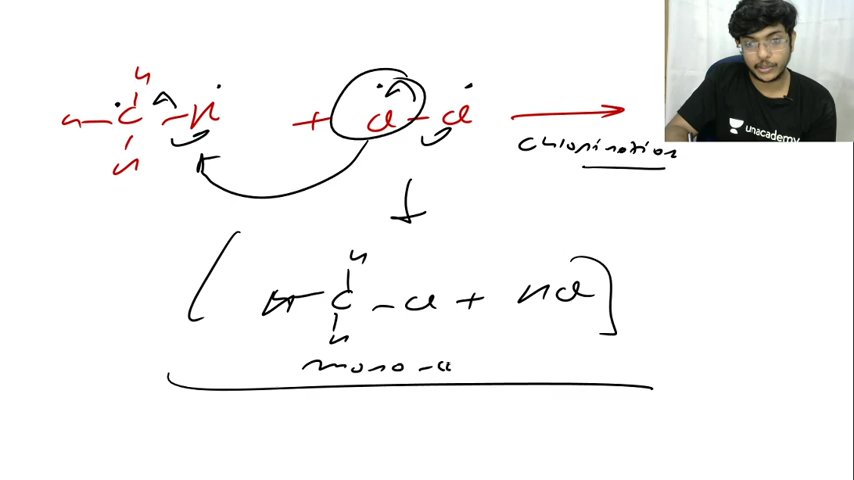 H
H — C — H + Cl — Cl →
H
chlorination
unacademy
H
H — C — Cl + HCl
H
mono-cl